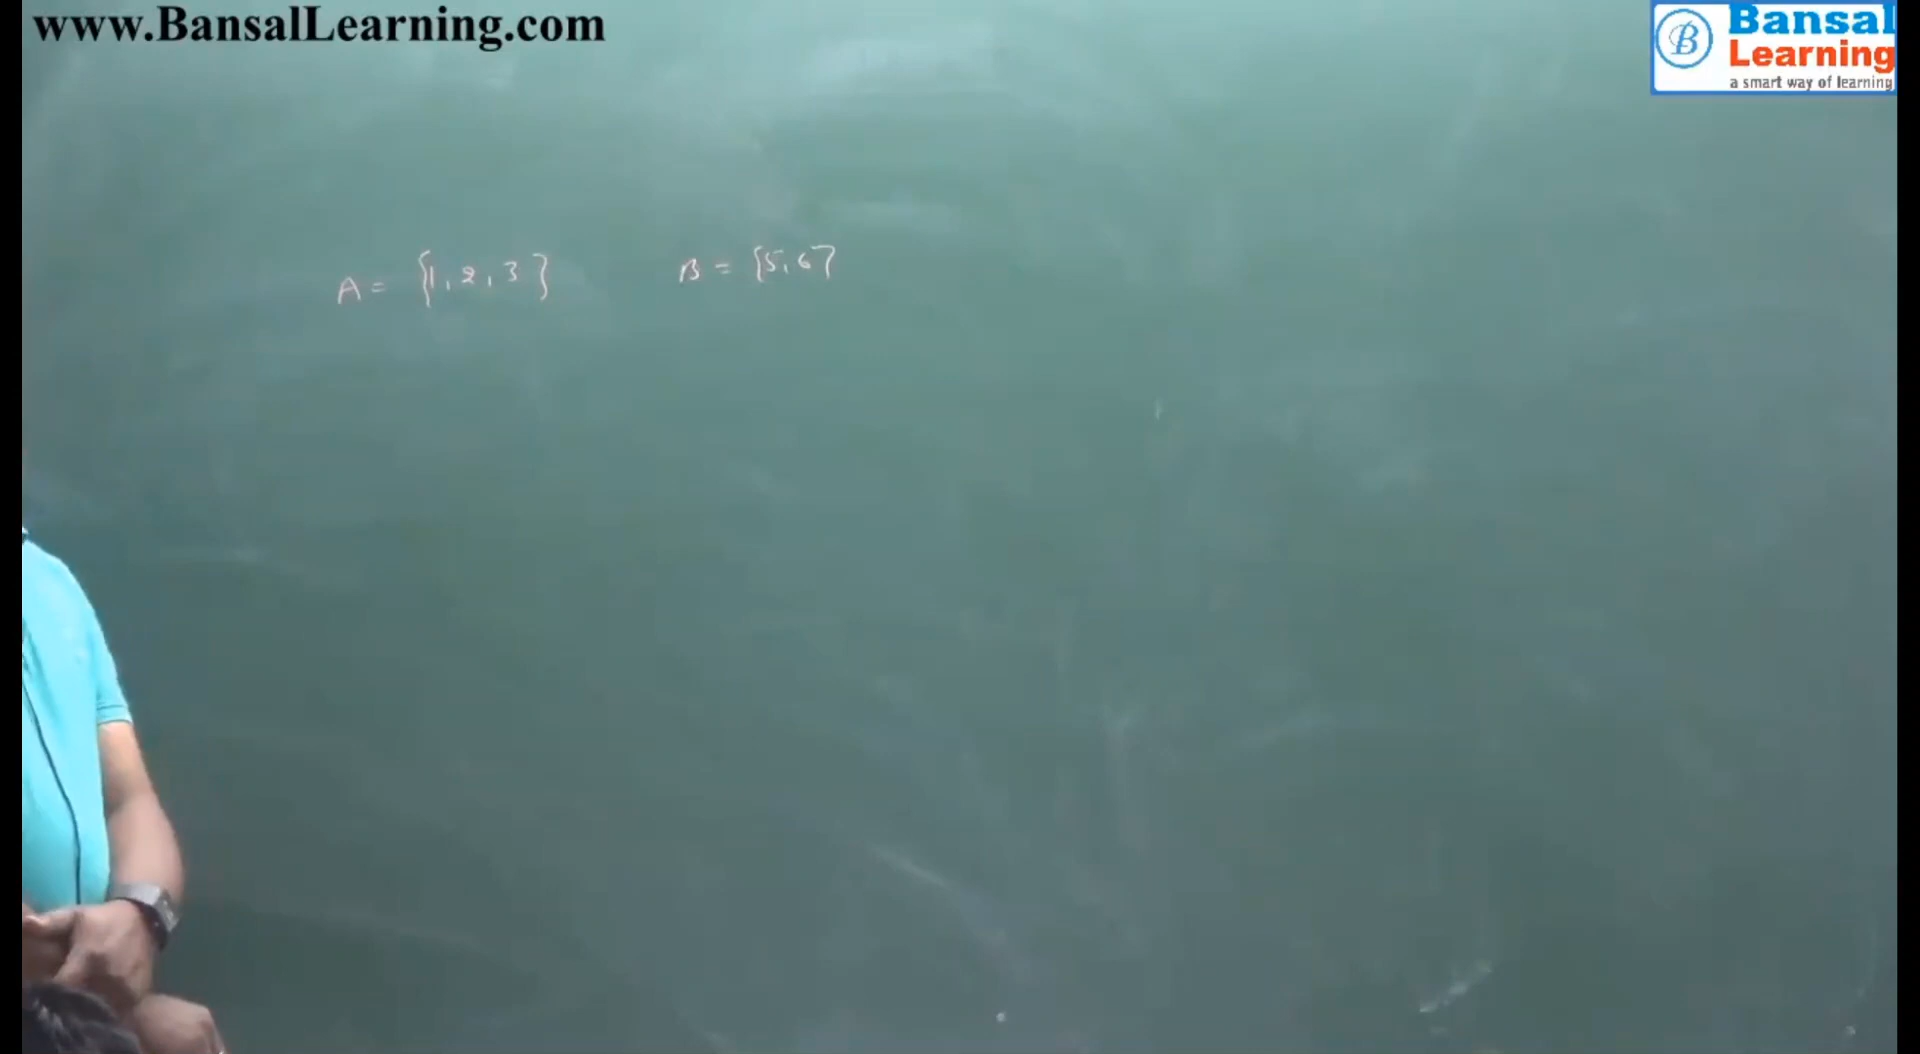 www.BansalLearning.com
Bansal
Learning
a smart way of learning
A = {1, 2, 3} B = {5, 6}